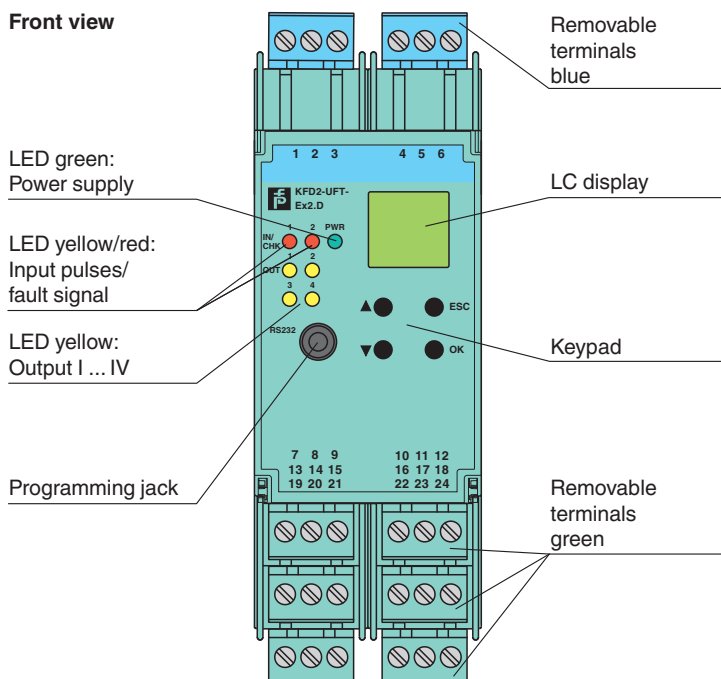 Front view
Removable
terminals
blue
1 2 3
4 5 6
LED green:
Power supply
KFD2-UFT-
Ex2.D
LC display
1 2 PWR
IN/
CHK
LED yellow/red:
Input pulses/
fault signal
1 2
OUT
3 4
▲ ESC
RS232
LED yellow:
Output I ... IV
▼ OK
Keypad
7 8 9
13 14 15
19 20 21
10 11 12
16 17 18
22 23 24
Programming jack
Removable
terminals
green